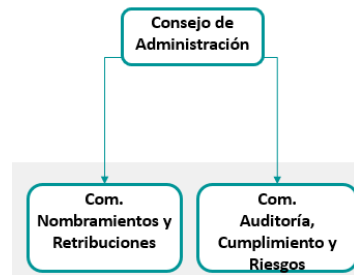 Consejo de
Administración
Com.
Nombramientos y
Retribuciones
Com.
Auditoría,
Cumplimiento y
Riesgos